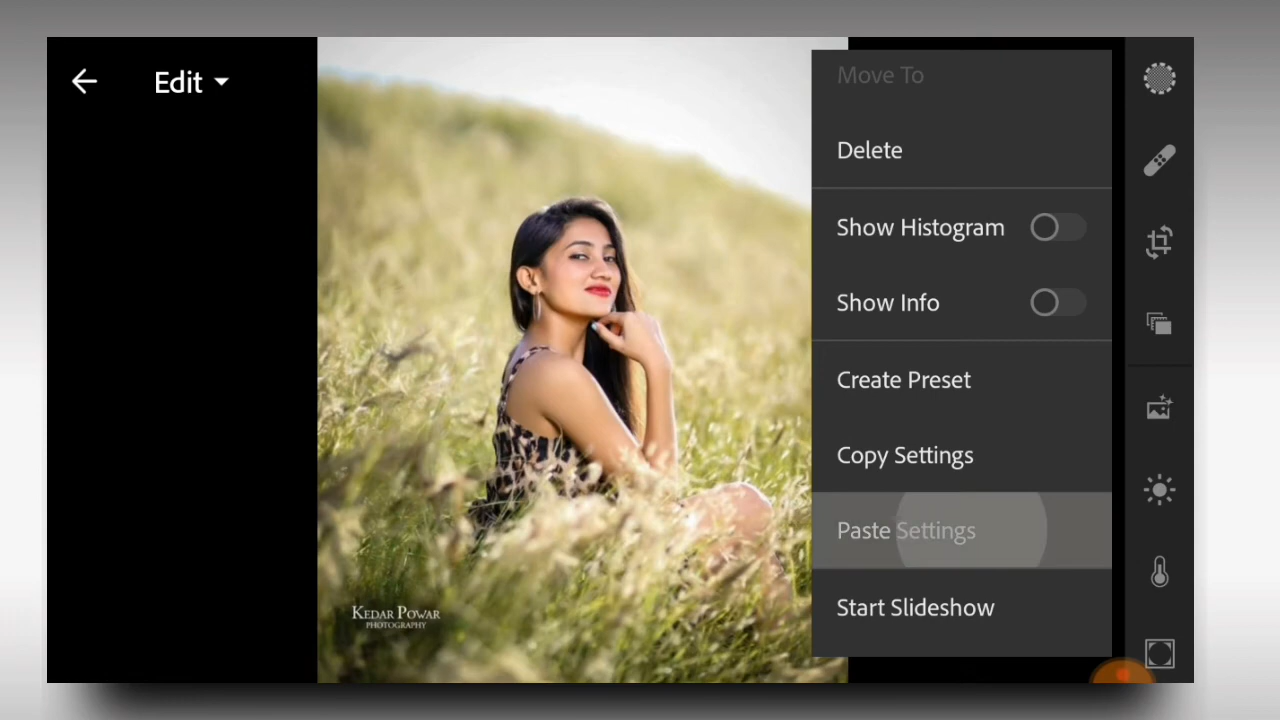 Edit
Move To
Delete
Show Histogram
Show Info
Create Preset
Copy Settings
Paste Settings
Start Slideshow
KEDAR POWAR
PHOTOGRAPHY